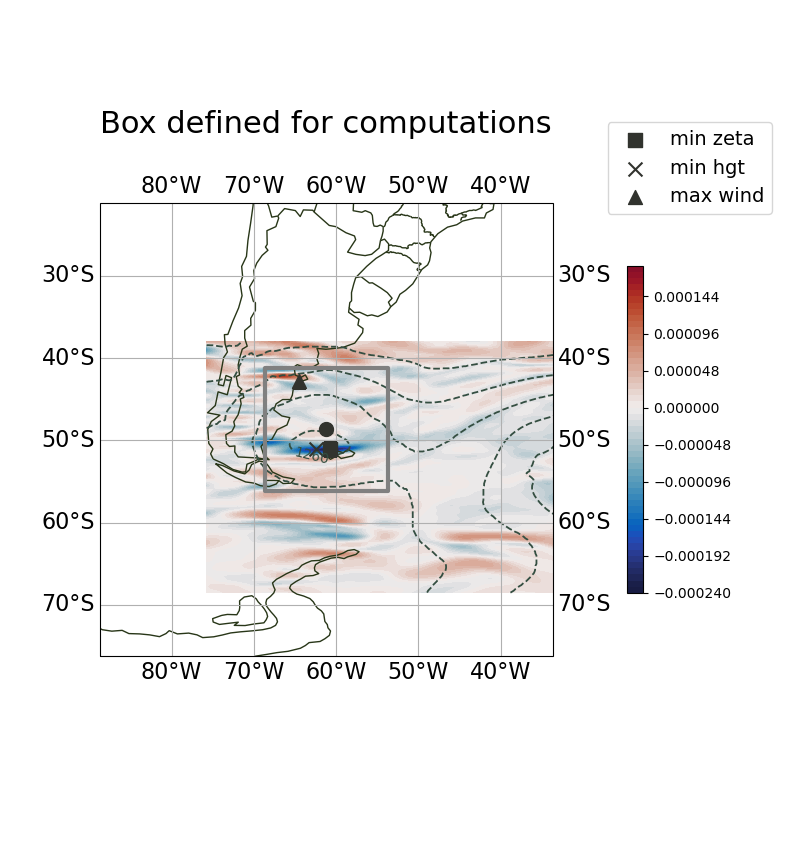 Box defined for computations
min zeta
min hgt
max wind
80°W 70°W 60°W 50°W 40°W
30°S 30°S
40°S 40°S
50°S 50°S
60°S 60°S
70°S 70°S
80°W 70°W 60°W 50°W 40°W
0.000144
0.000096
0.000048
0.000000
−0.000048
−0.000096
−0.000144
−0.000192
−0.000240